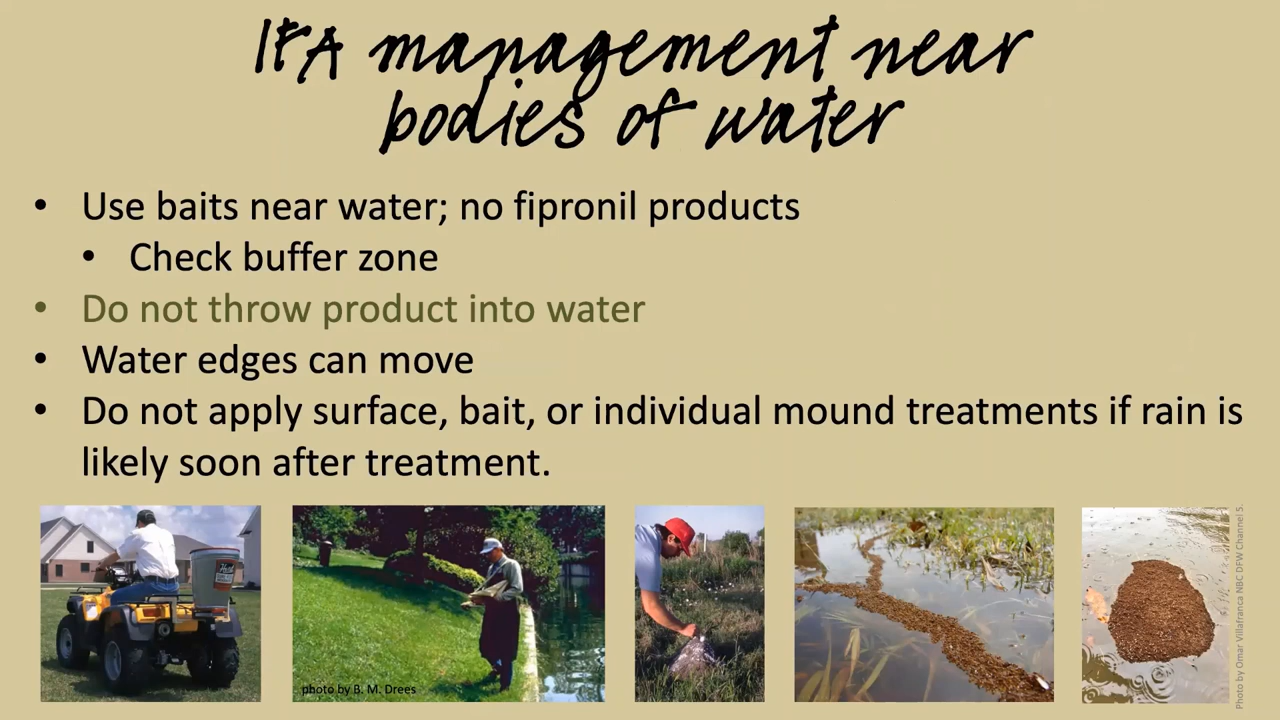 IFA management near
bodies of water
• Use baits near water; no fipronil products
• Check buffer zone
• Do not throw product into water
• Water edges can move
• Do not apply surface, bait, or individual mound treatments if rain is
likely soon after treatment.
photo by B. M. Drees
Photo by Omar Villafranca NBC DFW Channel 5.